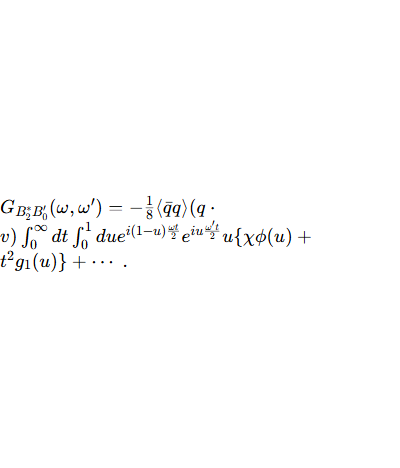 $G_{B_2^* B_0'}(\omega, \omega') = -\frac{1}{8} \langle \bar{q} q \rangle (q \cdot$
$v) \int_0^\infty dt \int_0^1 du e^{i(1-u)\frac{\omega t}{2}} e^{iu\frac{\omega' t}{2}} u \{ \chi \phi(u) +$
$t^2 g_1(u) \} + \cdots .$